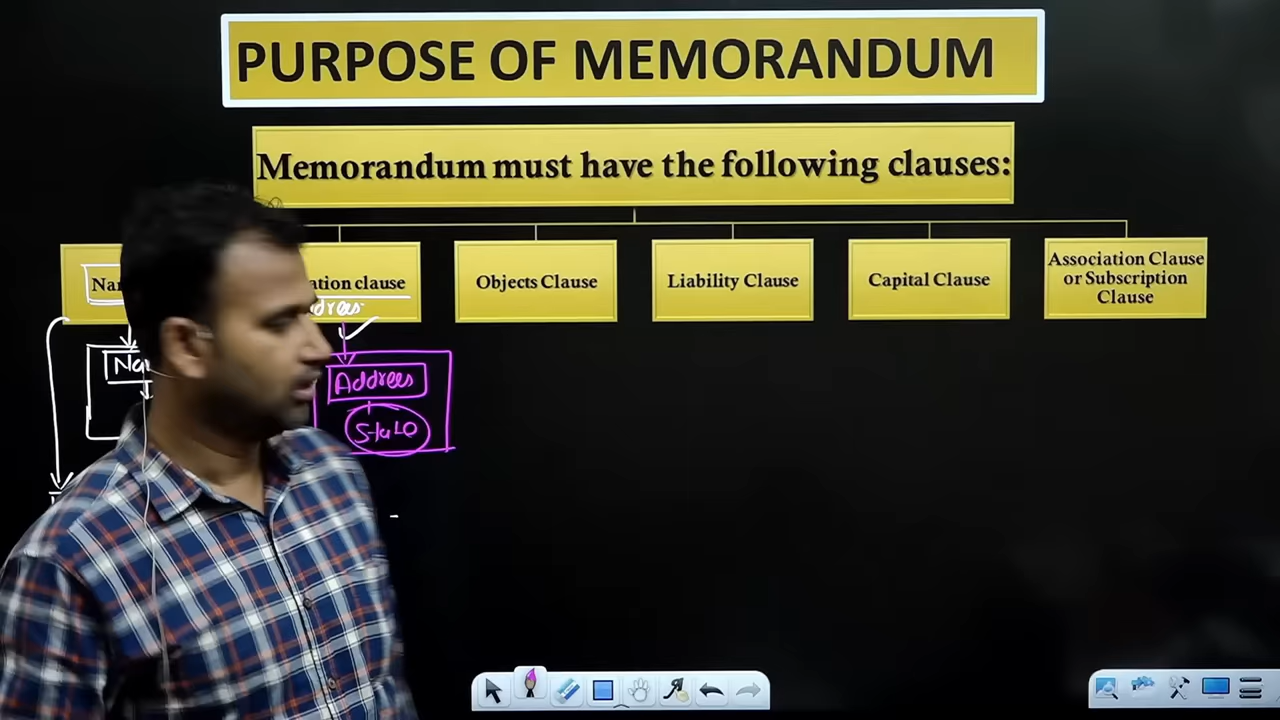 PURPOSE OF MEMORANDUM
Memorandum must have the following clauses:
ation clause
Objects Clause
Liability Clause
Capital Clause
Association Clause
or Subscription
Clause
Address
State